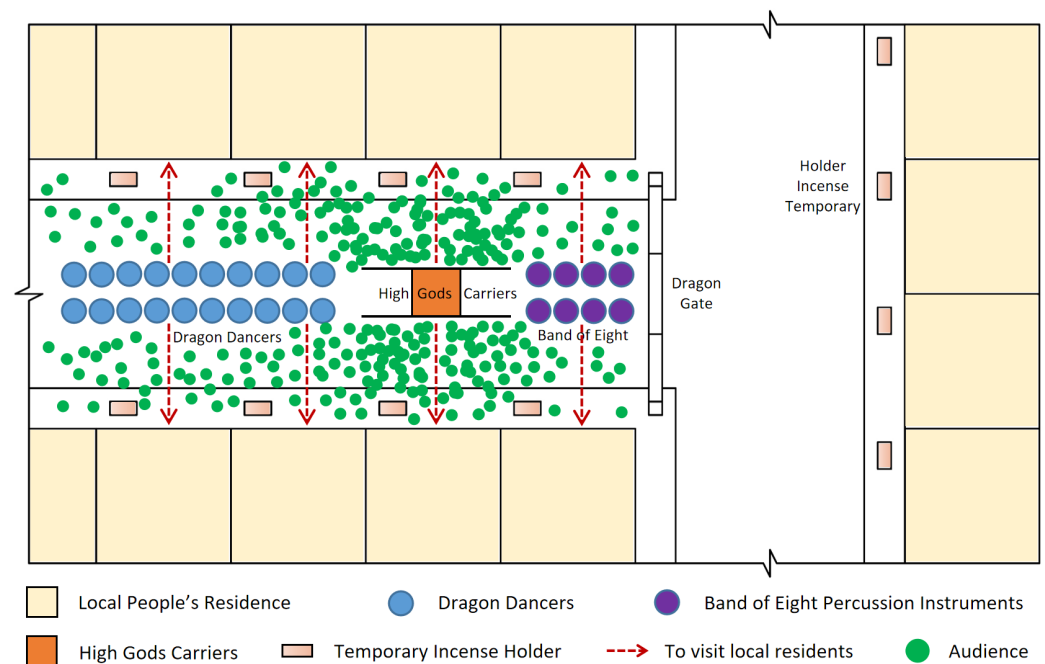 Holder
Incense
Temporary
High Gods Carriers
Dragon
Gate
Dragon Dancers
Band of Eight
Local People's Residence
Dragon Dancers
Band of Eight Percussion Instruments
High Gods Carriers
Temporary Incense Holder
To visit local residents
Audience